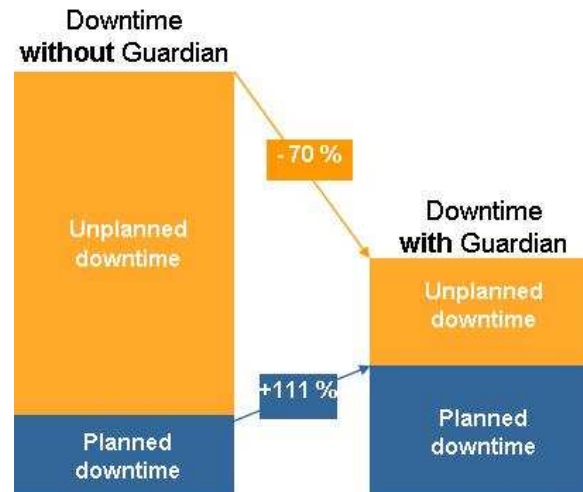 Downtime
without Guardian
- 70 %
Unplanned
downtime
Downtime
with Guardian
Unplanned
downtime
+111 %
Planned
downtime
Planned
downtime